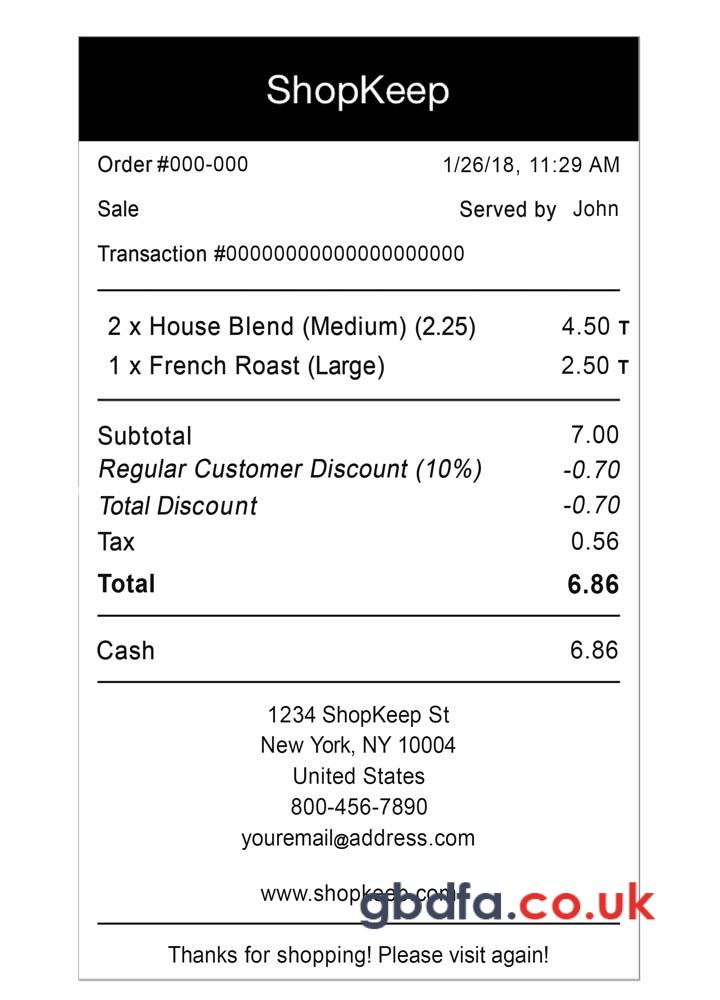 ShopKeep
Order #000-000 1/26/18, 11:29 AM
Sale Served by John
Transaction #00000000000000000000
2 x House Blend (Medium) (2.25) 4.50 T
1 x French Roast (Large) 2.50 T
Subtotal 7.00
Regular Customer Discount (10%) -0.70
Total Discount -0.70
Tax 0.56
Total 6.86
Cash 6.86
1234 ShopKeep St
New York, NY 10004
United States
800-456-7890
youremail@address.com
www.shopkeep.com
gbdfa.co.uk
Thanks for shopping! Please visit again!